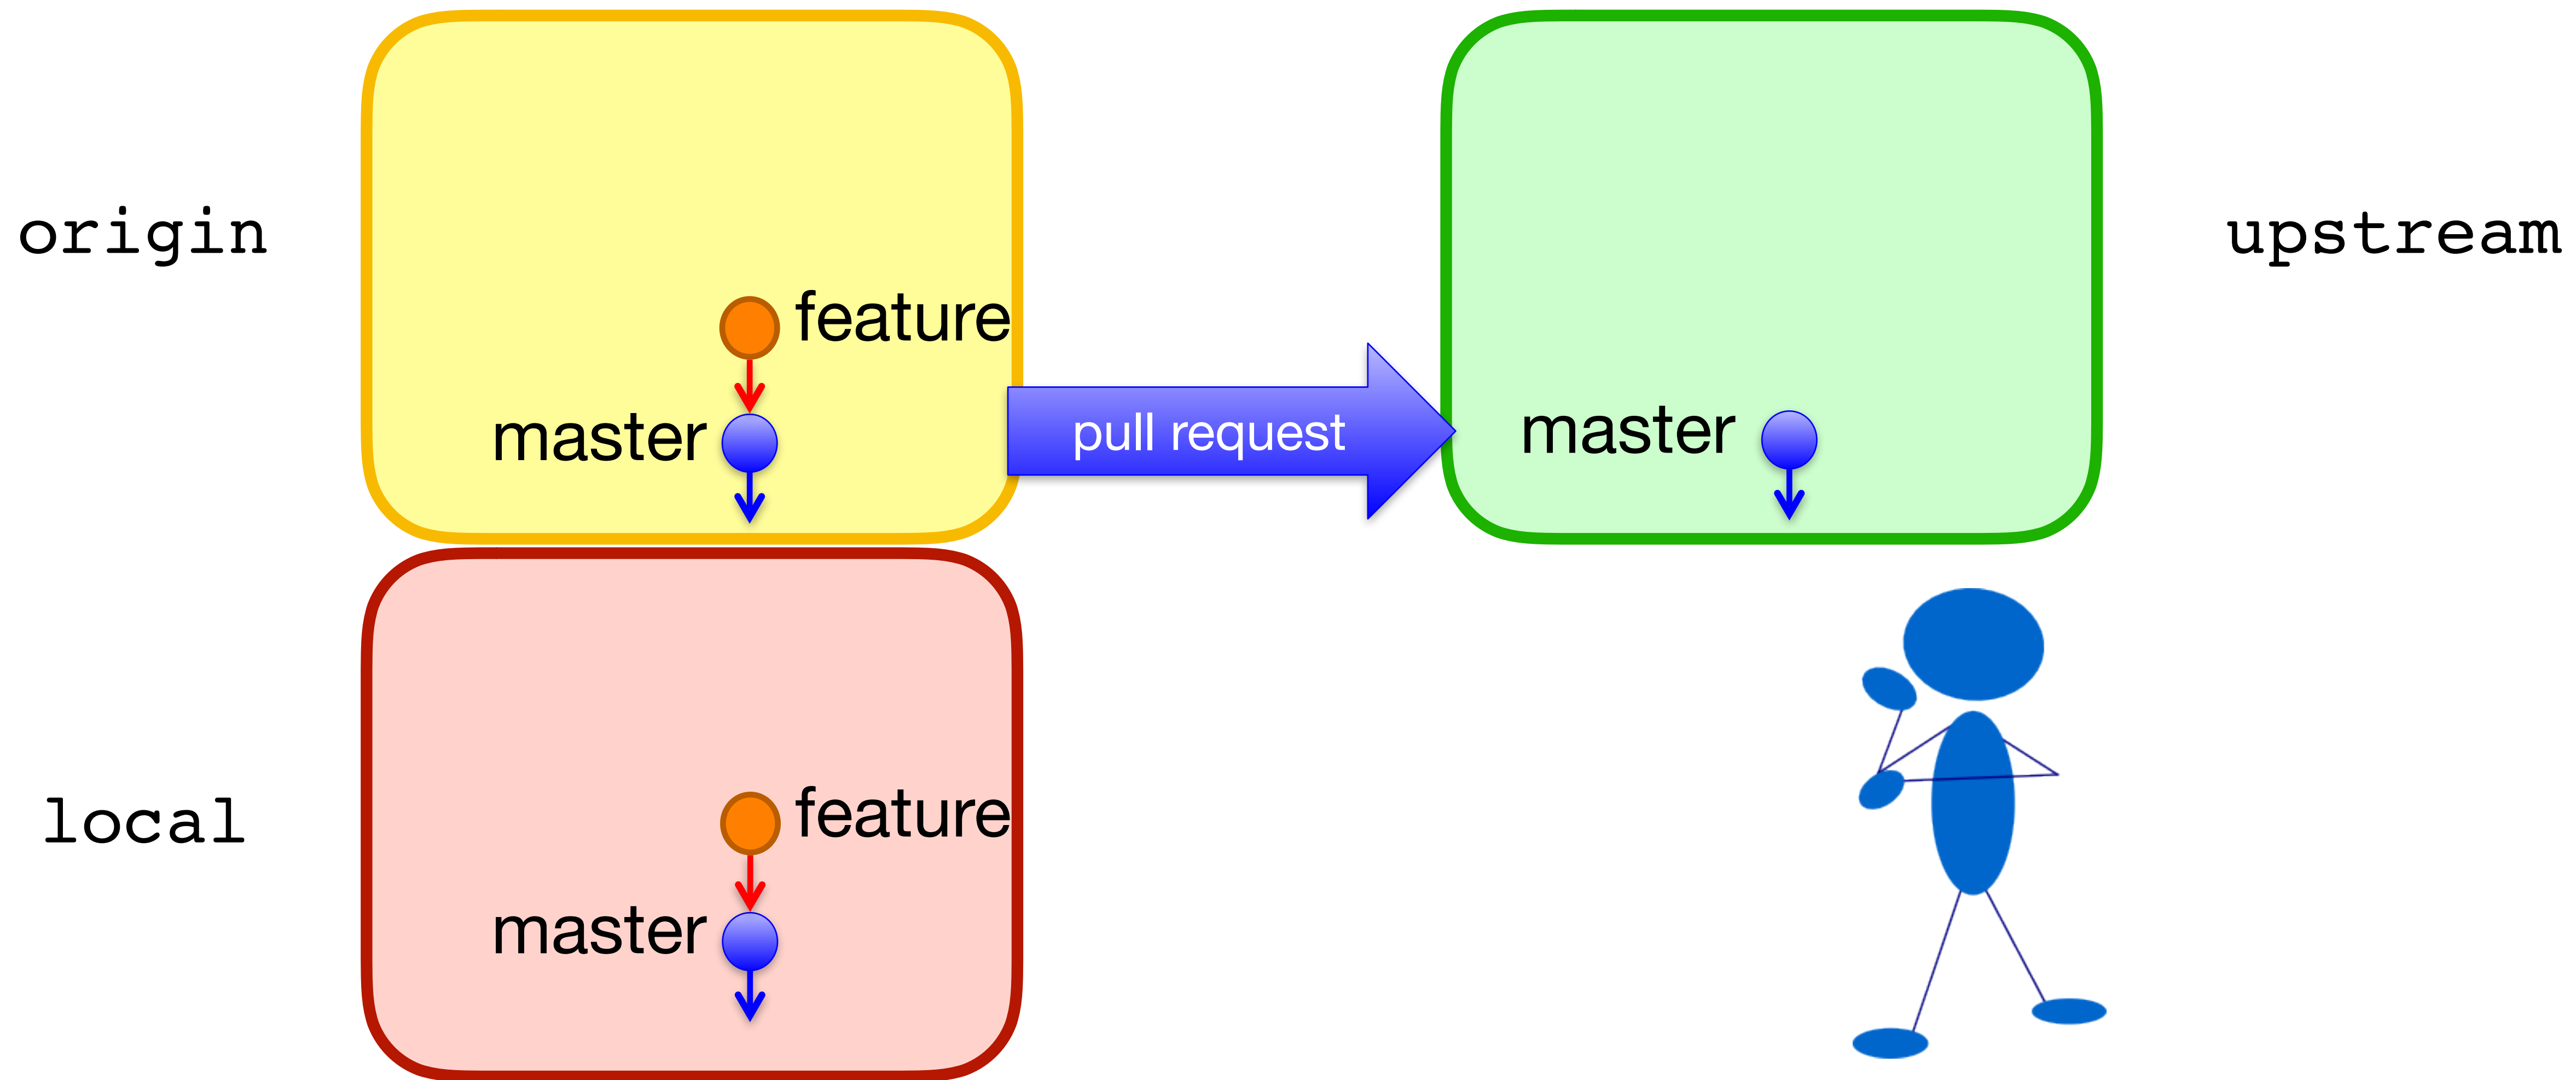 origin
feature
master
pull request
master
upstream
local
feature
master